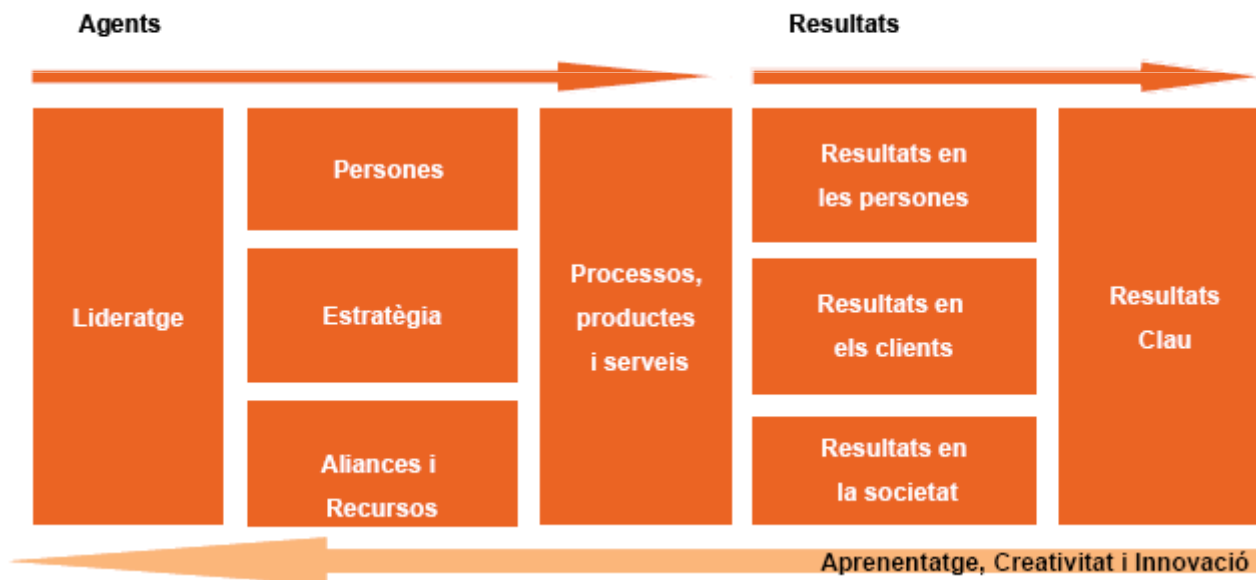 Agents
Resultats
Lideratge
Persones
Estratègia
Aliances i
Recursos
Processos,
productes
i serveis
Resultats en
les persones
Resultats en
els clients
Resultats en
la societat
Resultats
Clau
Aprenentatge, Creativitat i Innovació